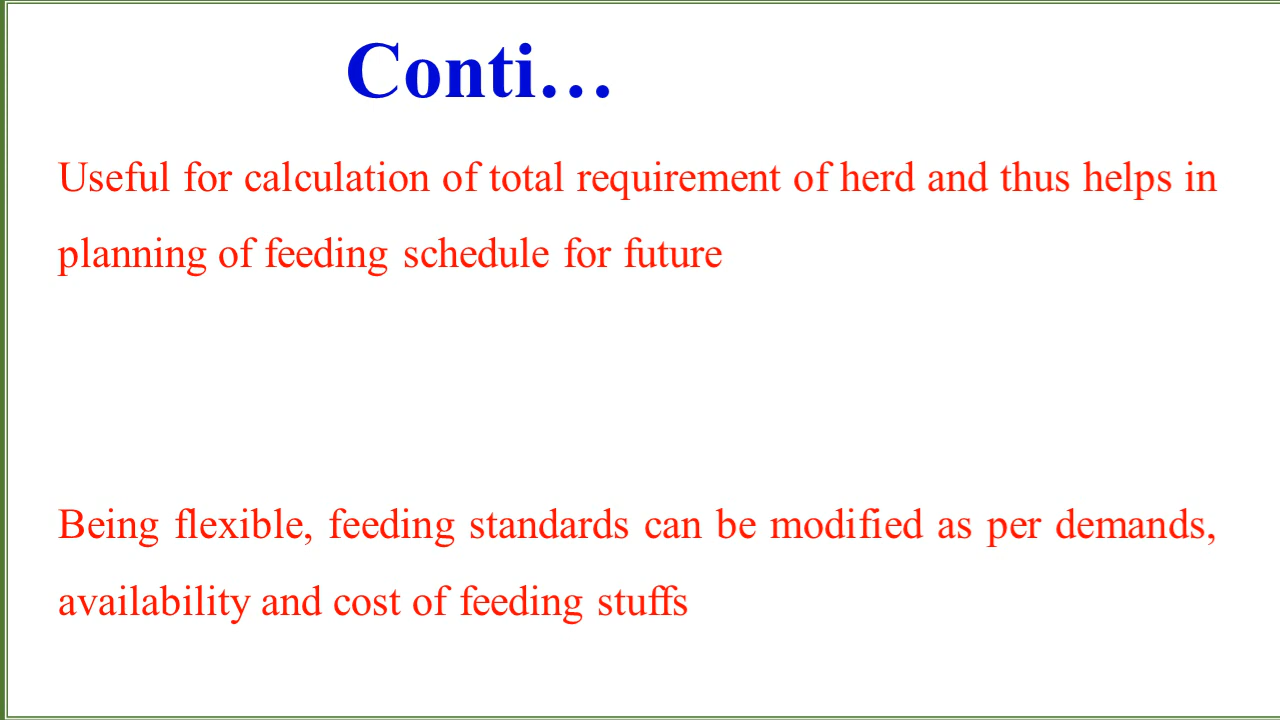 Conti…
Useful for calculation of total requirement of herd and thus helps in
planning of feeding schedule for future
Being flexible, feeding standards can be modified as per demands,
availability and cost of feeding stuffs